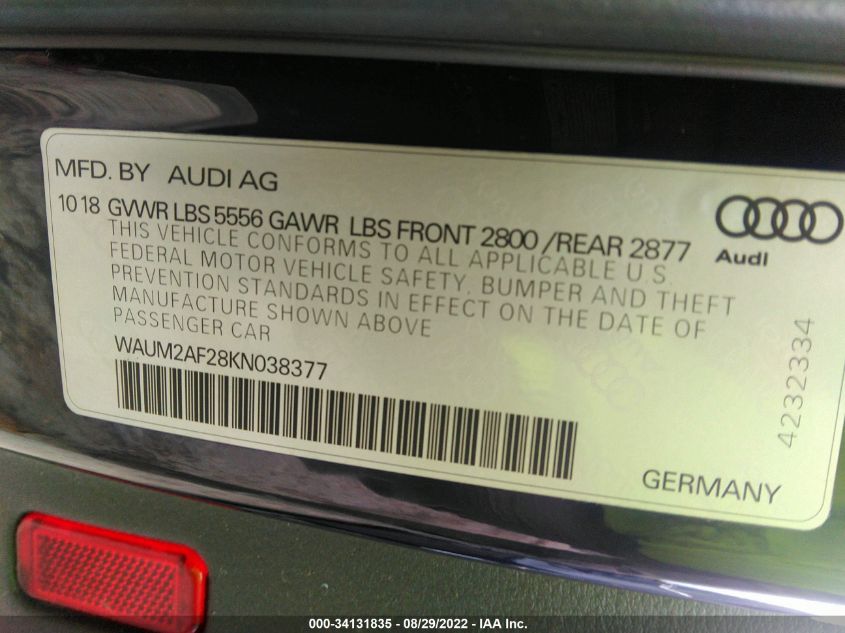 MFD. BY AUDI AG
10 18 GVWR LBS 5556 GAWR LBS FRONT 2800 /REAR 2877
THIS VEHICLE CONFORMS TO ALL APPLICABLE U.S.
FEDERAL MOTOR VEHICLE SAFETY, BUMPER AND THEFT
PREVENTION STANDARDS IN EFFECT ON THE DATE OF
MANUFACTURE SHOWN ABOVE
PASSENGER CAR
WAUM2AF28KN038377
Audi
4232334
GERMANY
000-34131835 - 08/29/2022 - IAA Inc.